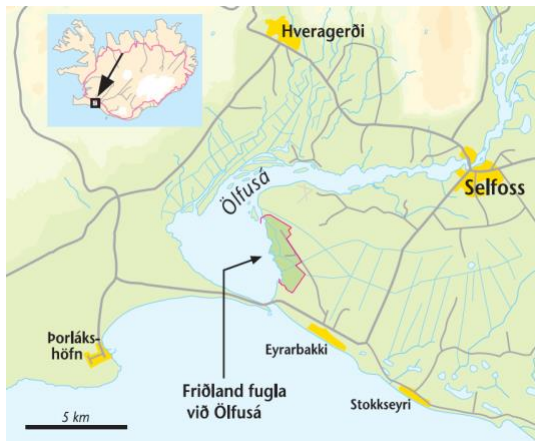 Hveragerði
Ölfusá
Selfoss
Þorláks-
höfn
Eyrarbakki
Friðland fugla
við Ölfusá
Stokkseyri
5 km